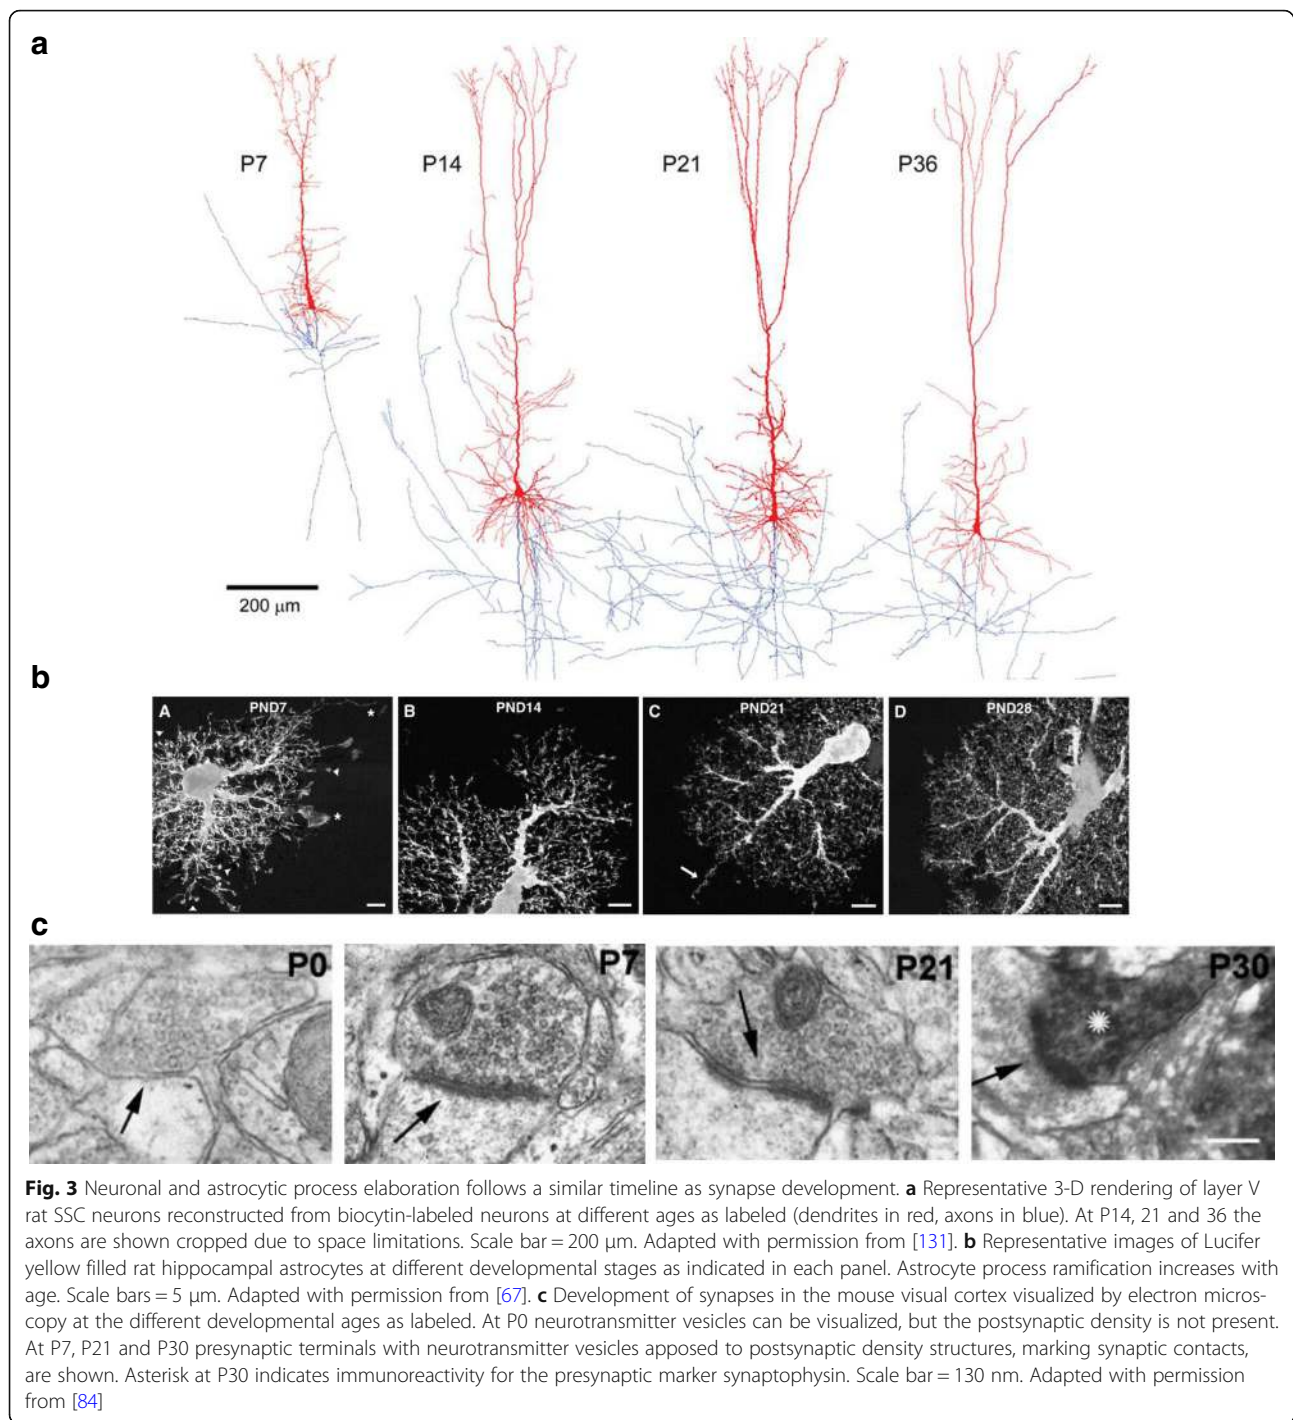 a
P7
P14
P21
P36
200 μm
b
A
PND7
*
*
B
PND14
C
PND21
D
PND28
c
P0
P7
P21
P30
Fig. 3 Neuronal and astrocytic process elaboration follows a similar timeline as synapse development. a Representative 3-D rendering of layer V
rat SSC neurons reconstructed from biocytin-labeled neurons at different ages as labeled (dendrites in red, axons in blue). At P14, 21 and 36 the
axons are shown cropped due to space limitations. Scale bar = 200 μm. Adapted with permission from [131]. b Representative images of Lucifer
yellow filled rat hippocampal astrocytes at different developmental stages as indicated in each panel. Astrocyte process ramification increases with
age. Scale bars = 5 μm. Adapted with permission from [67]. c Development of synapses in the mouse visual cortex visualized by electron micros-
copy at the different developmental ages as labeled. At P0 neurotransmitter vesicles can be visualized, but the postsynaptic density is not present.
At P7, P21 and P30 presynaptic terminals with neurotransmitter vesicles apposed to postsynaptic density structures, marking synaptic contacts,
are shown. Asterisk at P30 indicates immunoreactivity for the presynaptic marker synaptophysin. Scale bar = 130 nm. Adapted with permission
from [84]